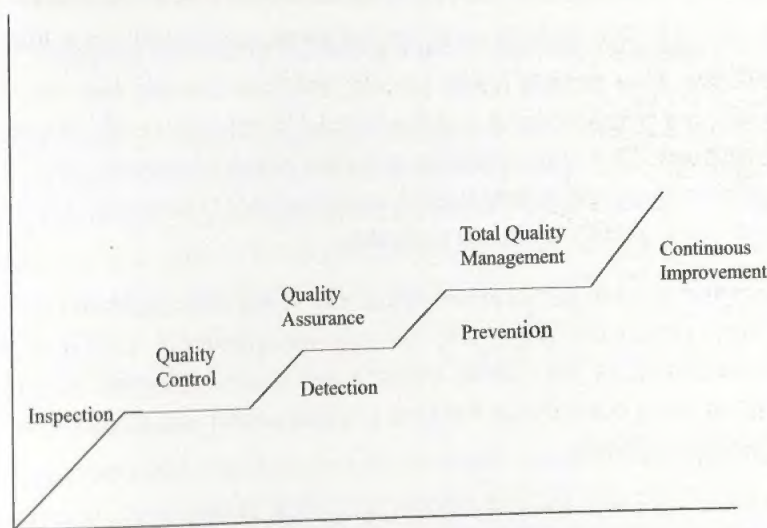 Total Quality
Management
Continuous
Improvement
Quality
Assurance
Prevention
Quality
Control
Detection
Inspection